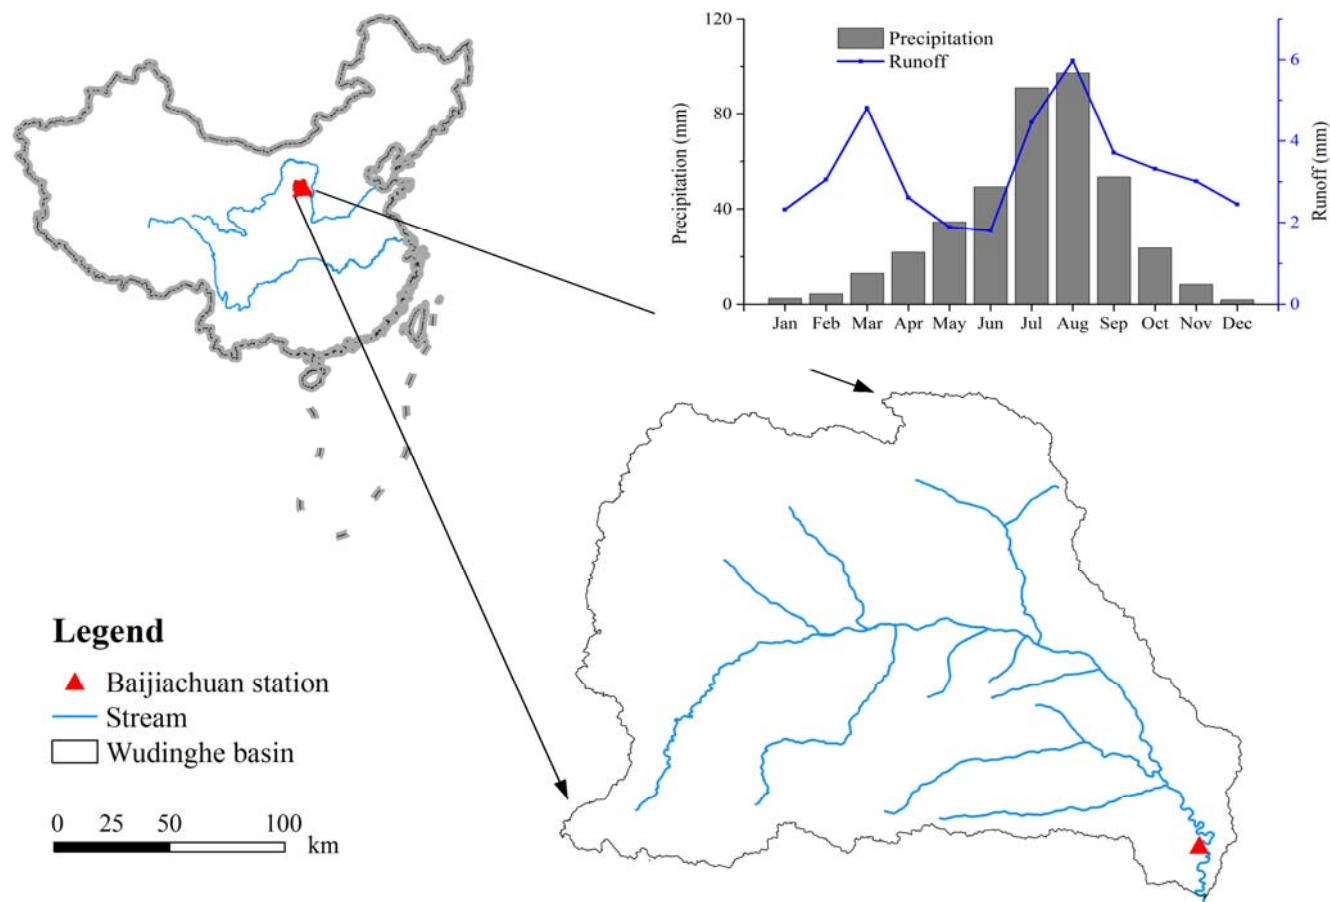 120
80
40
0
Precipitation (mm)
Precipitation
Runoff
6
4
2
0
Runoff (mm)
Jan Feb Mar Apr May Jun Jul Aug Sep Oct Nov Dec
Legend
Baijiachuan station
Stream
Wudinghe basin
0 25 50 100
km